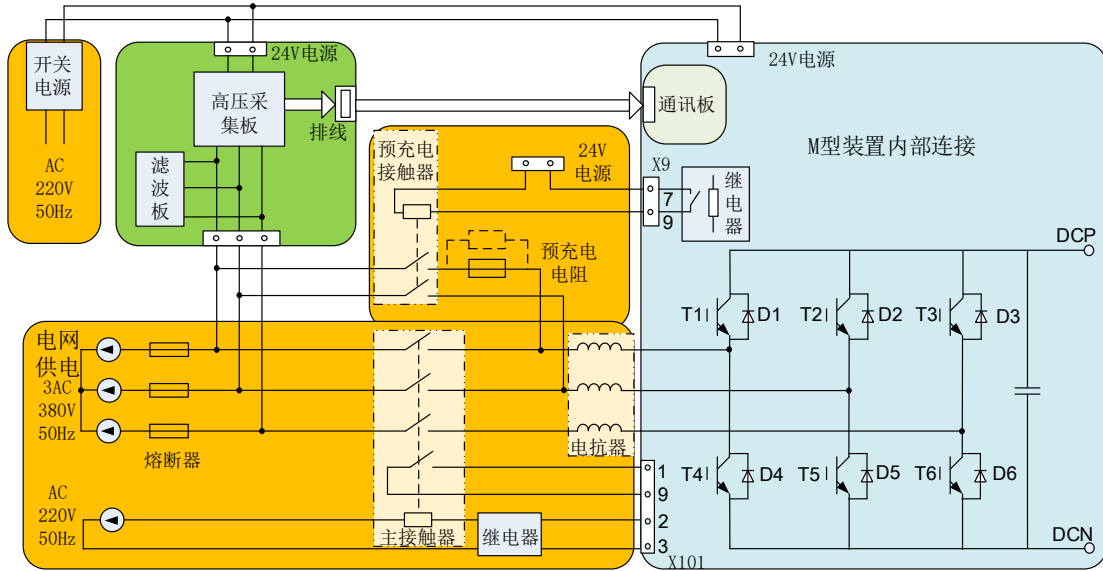 开关
电源
AC
220V
50Hz
24V电源
高压采
集板
排线
滤
波
板
24V电源
通讯板
M型装置内部连接
预充电
接触器
24V
电源
X9
7
9
继
电
器
预充电
电阻
DCP
T1
D1
T2
D2
T3
D3
电网
供电
3AC
380V
50Hz
熔断器
电抗器
T4
D4
T5
D5
T6
D6
1
9
2
3
X101
AC
220V
50Hz
主接触器
继电器
DCN